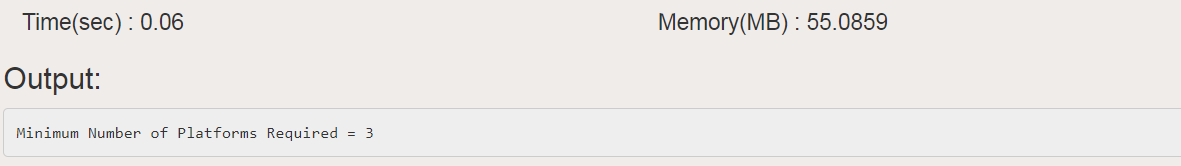 Time(sec) : 0.06 Memory(MB) : 55.0859
Output:
Minimum Number of Platforms Required = 3